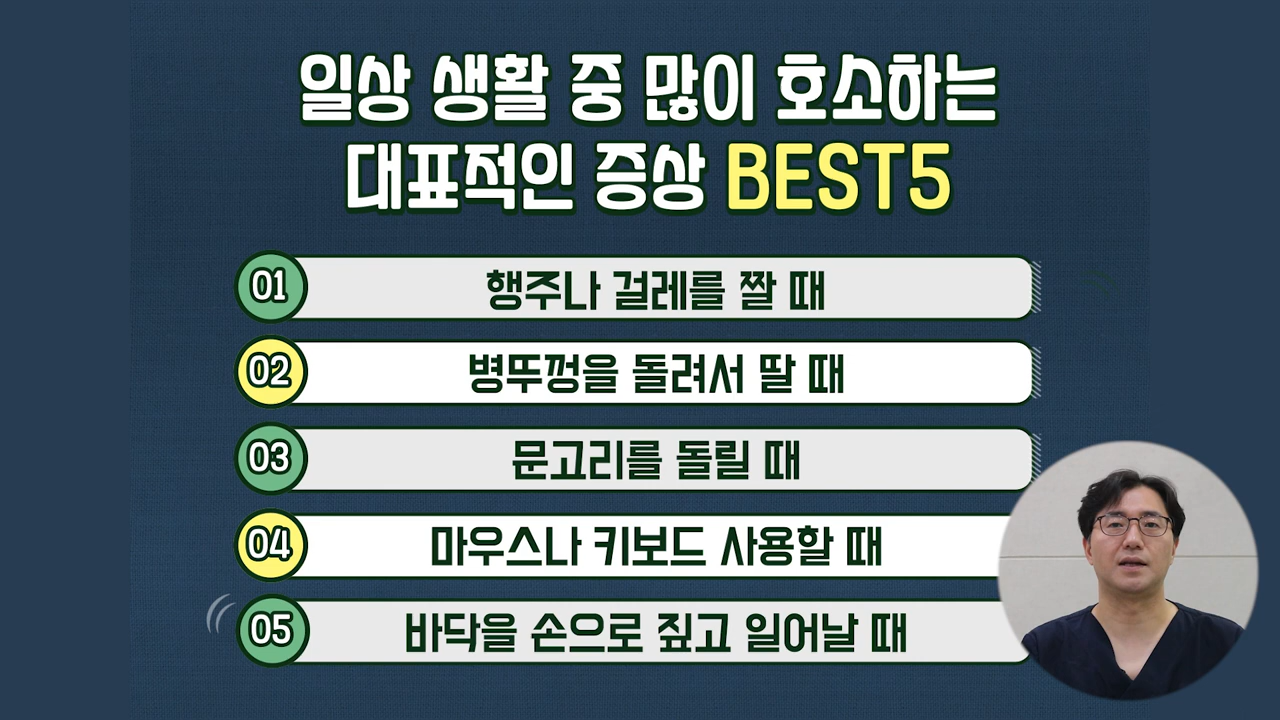 일상 생활 중 많이 호소하는
대표적인 증상 BEST5
01 행주나 걸레를 짤 때
02 병뚜껑을 돌려서 딸 때
03 문고리를 돌릴 때
04 마우스나 키보드 사용할 때
05 바닥을 손으로 짚고 일어날 때